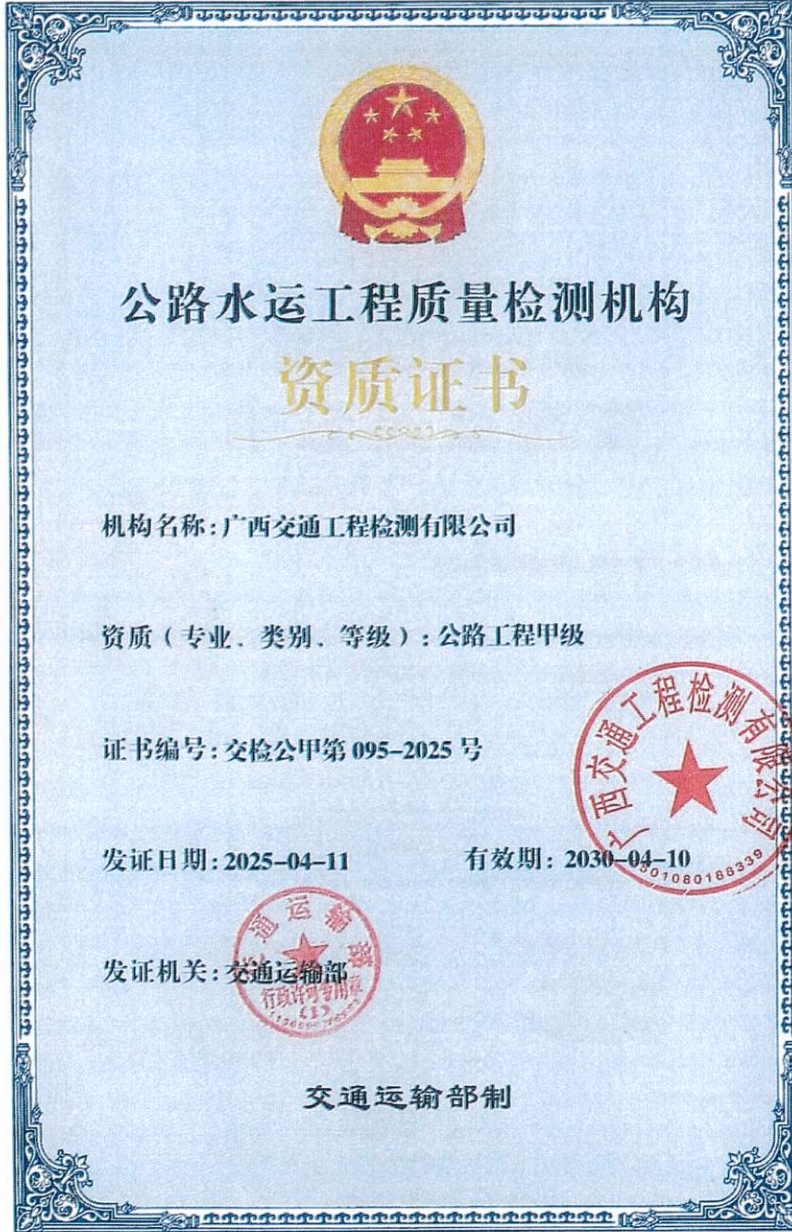 公路水运工程质量检测机构
资质证书
机构名称:广西交通工程检测有限公司
资质(专业、类别、等级):公路工程甲级
证书编号:交检公甲第 095-2025 号
广西交通工程检测有限公司
发证日期:2025-04-11 有效期: 2030-04-10
发证机关:交通运输部
交通运输部
行政许可专用章
(1)
交通运输部制